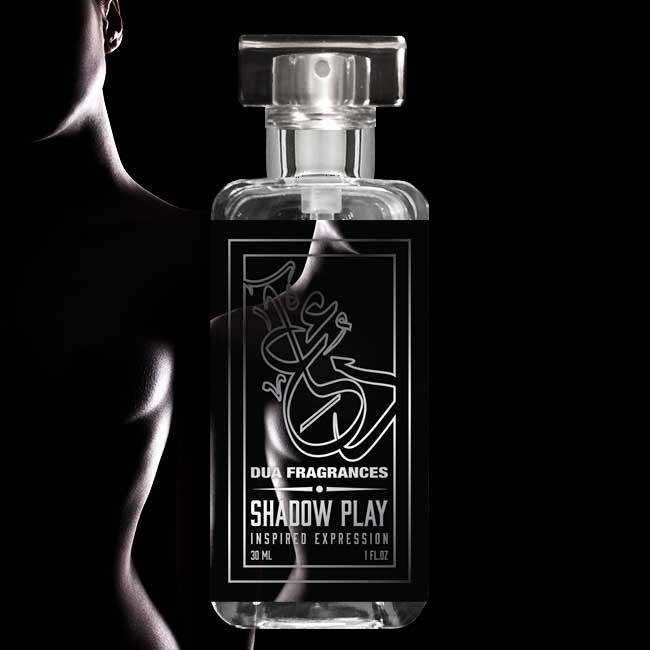 DUA FRAGRANCES
SHADOW PLAY
INSPIRED EXPRESSION
30 ML 1 FL.OZ